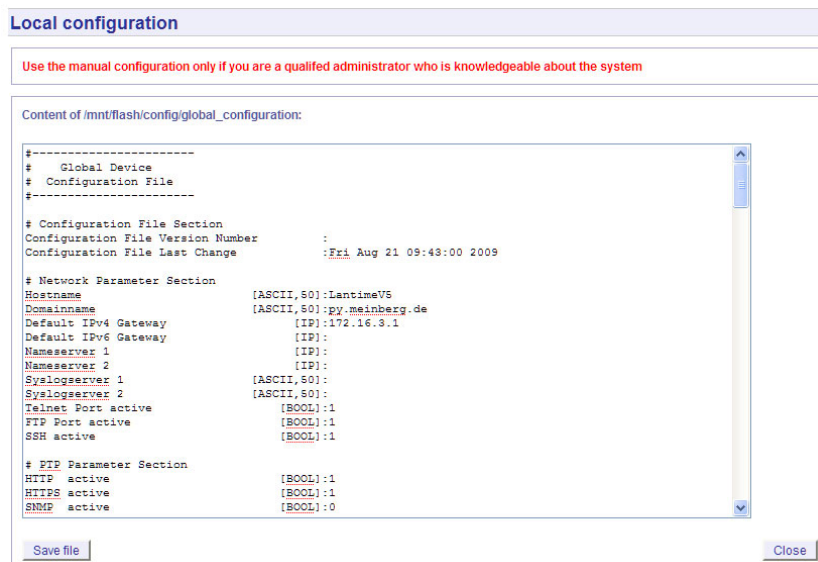 Local configuration
Use the manual configuration only if you are a qualifed administrator who is knowledgeable about the system
Content of /mnt/flash/config/global_configuration:
#-----------------------
#    Global Device
#  Configuration File
#-----------------------
# Configuration File Section
Configuration File Version Number         :
Configuration File Last Change            :Fri Aug 21 09:43:00 2009
# Network Parameter Section
Hostname                        [ASCII,50]:LantimeV5
Domainname                      [ASCII,50]:py.meinberg.de
Default IPv4 Gateway                  [IP]:172.16.3.1
Default IPv6 Gateway                  [IP]:
Nameserver 1                          [IP]:
Nameserver 2                          [IP]:
Syslogserver 1                  [ASCII,50]:
Syslogserver 2                  [ASCII,50]:
Telnet Port active                  [BOOL]:1
FTP Port active                     [BOOL]:1
SSH active                          [BOOL]:1
# PTP Parameter Section
HTTP  active                        [BOOL]:1
HTTPS active                        [BOOL]:1
SNMP  active                        [BOOL]:0
Save file
Close